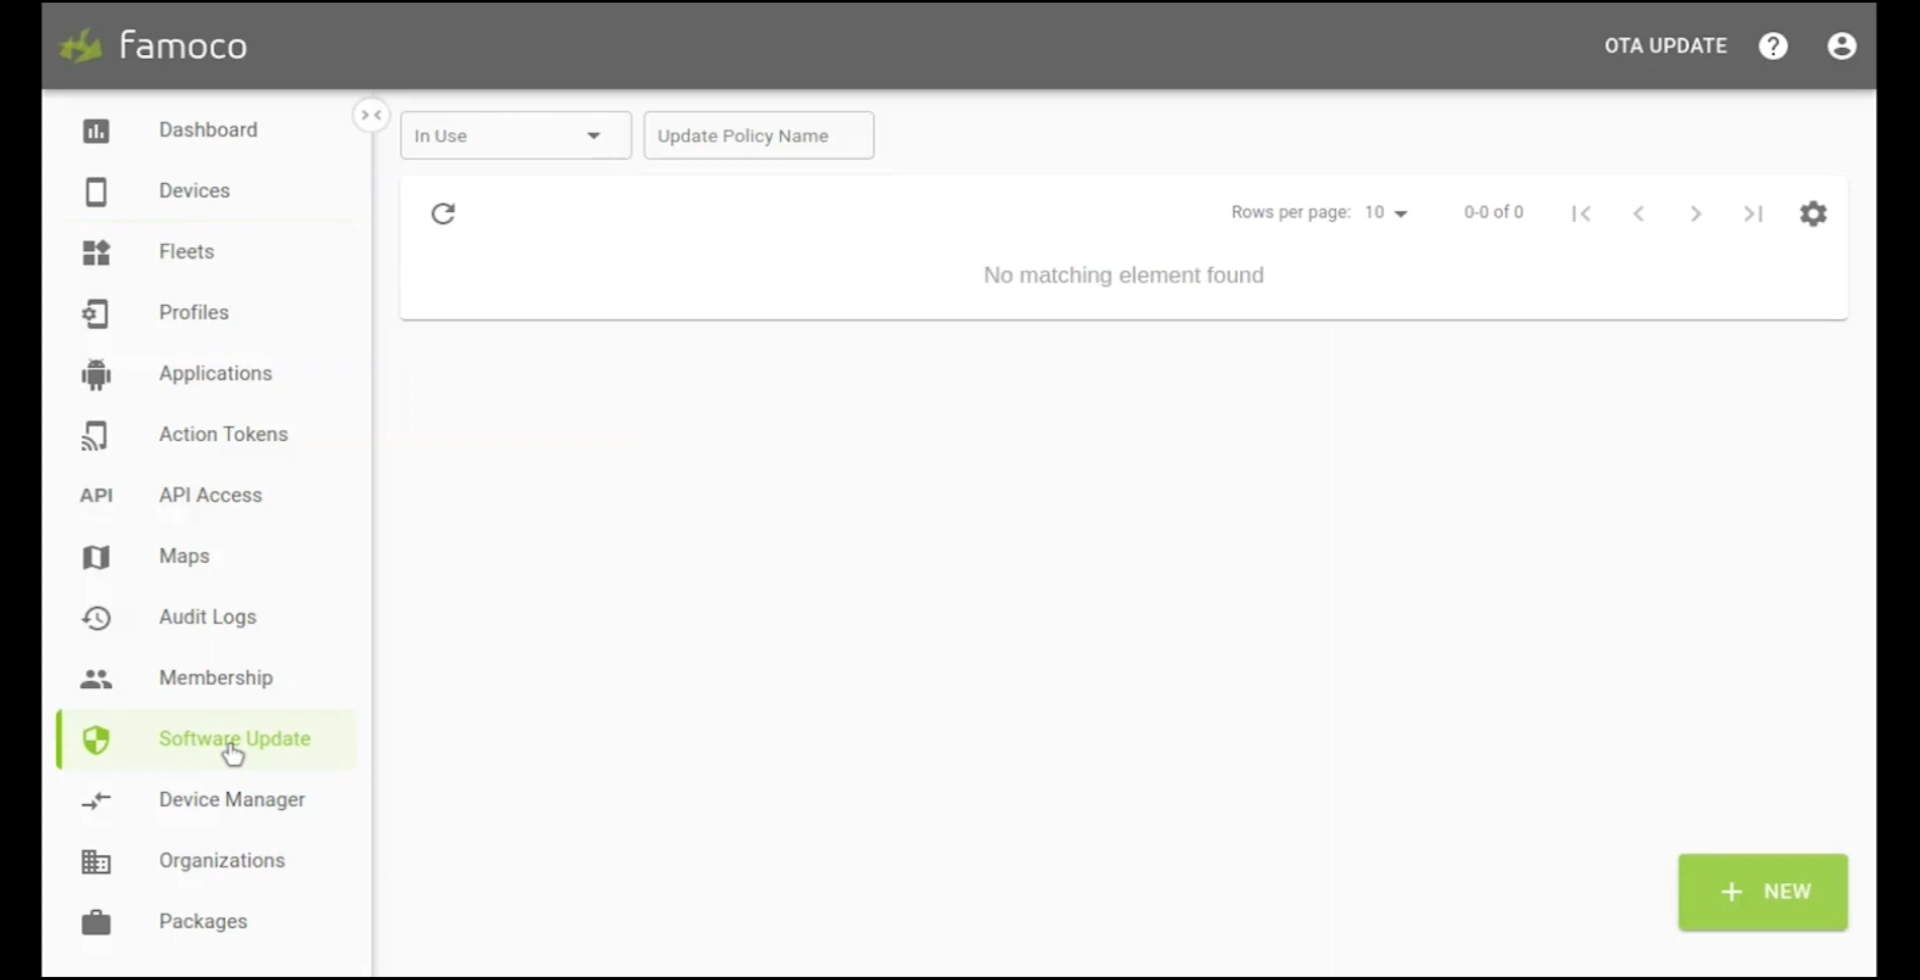 famoco
OTA UPDATE
Dashboard
Devices
Fleets
Profiles
Applications
Action Tokens
API API Access
Maps
Audit Logs
Membership
Software Update
Device Manager
Organizations
Packages
In Use
Update Policy Name
Rows per page: 10
0-0 of 0
No matching element found
+ NEW